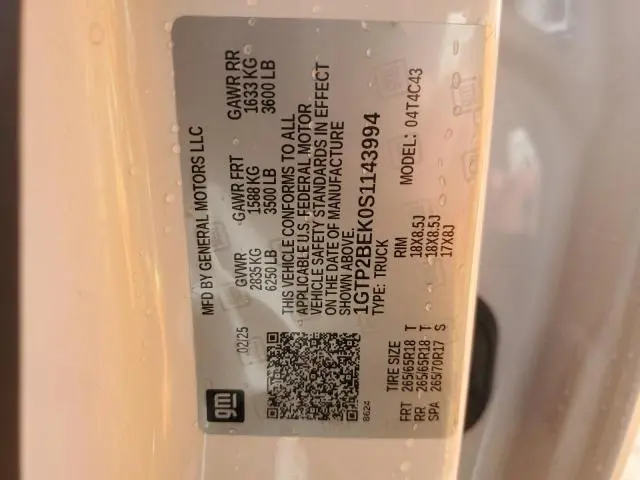 gm
MFD BY GENERAL MOTORS LLC
02/25
GVWR GAWR FRT GAWR RR
2835 KG 1588 KG 1633 KG
6250 LB 3500 LB 3600 LB
THIS VEHICLE CONFORMS TO ALL
APPLICABLE U.S. FEDERAL MOTOR
VEHICLE SAFETY STANDARDS IN EFFECT
ON THE DATE OF MANUFACTURE
SHOWN ABOVE.
1GTP2BEK0S1143994
TYPE: TRUCK MODEL: 04T4C43
8624
TIRE SIZE RIM
FRT 265/65R18 T 18X8.5J
RR 265/65R18 T 18X8.5J
SPA 265/70R17 S 17X8J